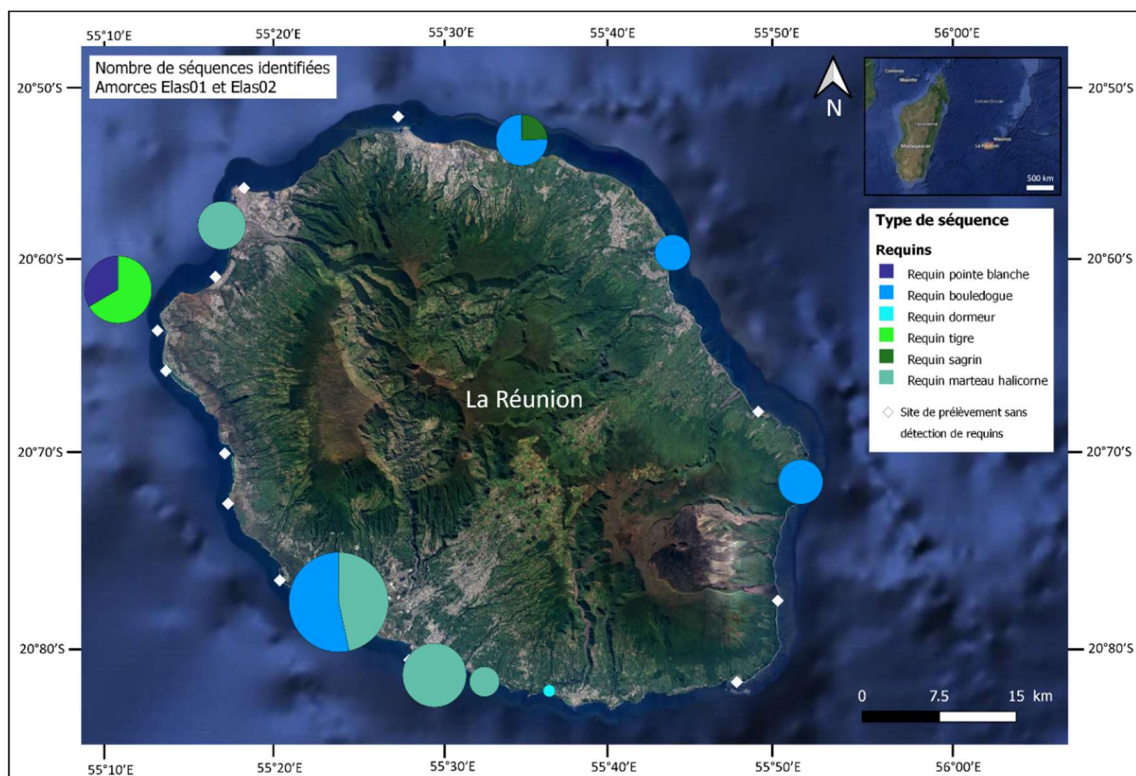 55°10'E
55°20'E
55°30'E
55°40'E
55°50'E
56°00'E
Nombre de séquences identifiées
Amorces Elas01 et Elas02
N
20°50'S
20°50'S
Madagascar
La Réunion
500 km
Type de séquence
Requins
Requin pointe blanche
Requin bouledogue
Requin dormeur
Requin tigre
Requin sagrin
Requin marteau halicorne
Site de prélèvement sans
détection de requins
20°60'S
20°60'S
La Réunion
20°70'S
20°70'S
20°80'S
20°80'S
0 7.5 15 km
55°10'E
55°20'E
55°30'E
55°40'E
55°50'E
56°00'E